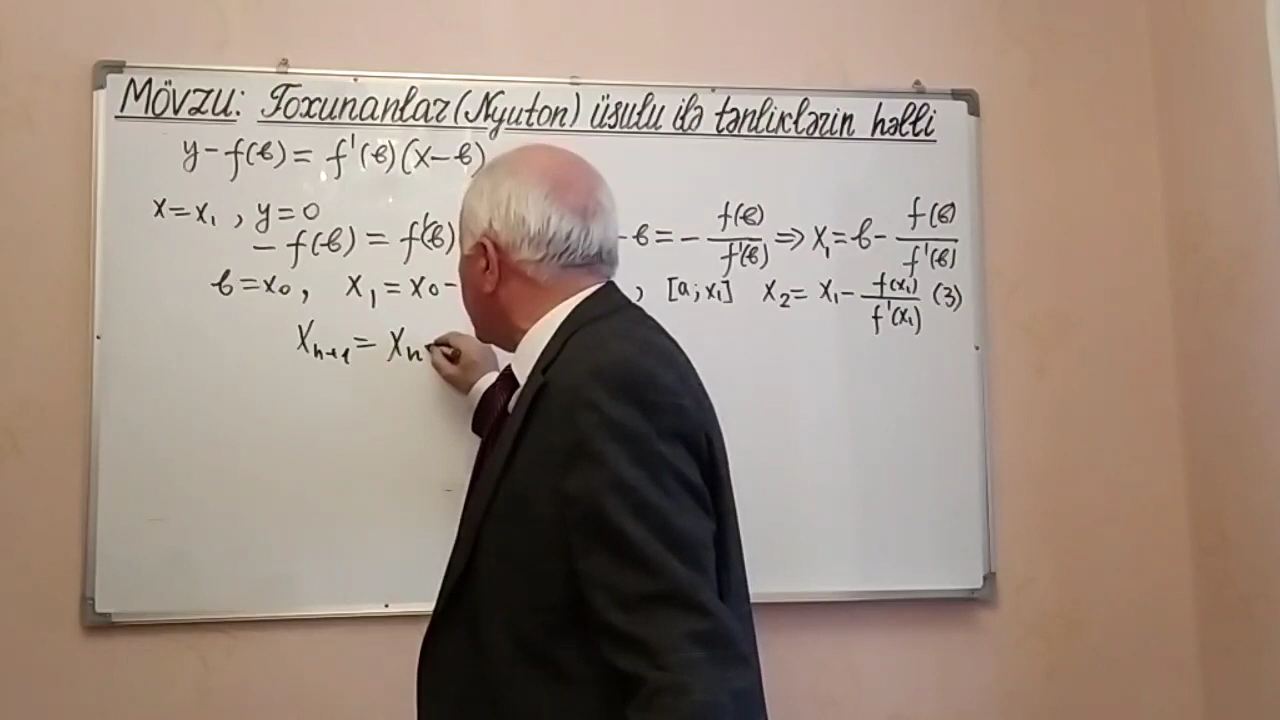 Mövzu: Toxunanlar (Nyuton) üsulu ilə tənliklərin həlli
y-f(в)= f'(в)(x-в)
x=x₁ , y=0
-f(в) = f'(в) -в=- f(в)/f'(в) => x₁=в- f(в)/f'(в)
в=x₀, x₁=x₀- , [a;x₁] x₂= x₁- f(x₁)/f'(x₁) (3)
xₙ₊₁= xₙ